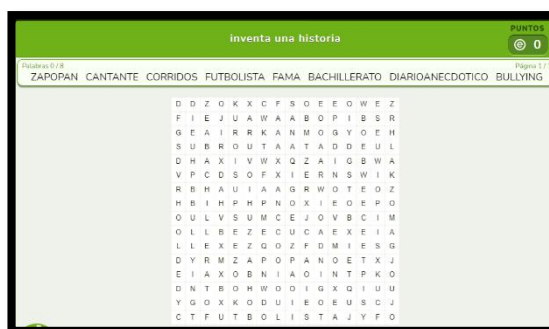 PUNTOS
inventa una historia
0
Palabras 0 / 8
Página 1 /
ZAPOPAN CANTANTE CORRIDOS FUTBOLISTA FAMA BACHILLERATO DIARIOANECDOTICO BULLYING
D D Z O K X C F S O E E O W E Z
F I E J U A W A A B O P I B S R
G E A I R R K A N M O G Y O E H
S U B R O U T A A T A D D E U L
D H A X I V W X Q Z A I G B W A
V P C D S O F X I E R N S W I K
R B H A U I A A G R W O T E O Z
H B I H P H P N O X I E O E P O
O U L V S U M C E J O V B C I M
O L L B E Z E C U C A E X E I A
L L E X E Z Q O Z F D M I E S G
D Y R M Z A P O P A N O E T X J
E I A X O B N I A O I N T P K O
D N T B O H W O O I G X Q I U U
Y G O X K O D U I E O E U S C J
C T F U T B O L I S T A J Y F O